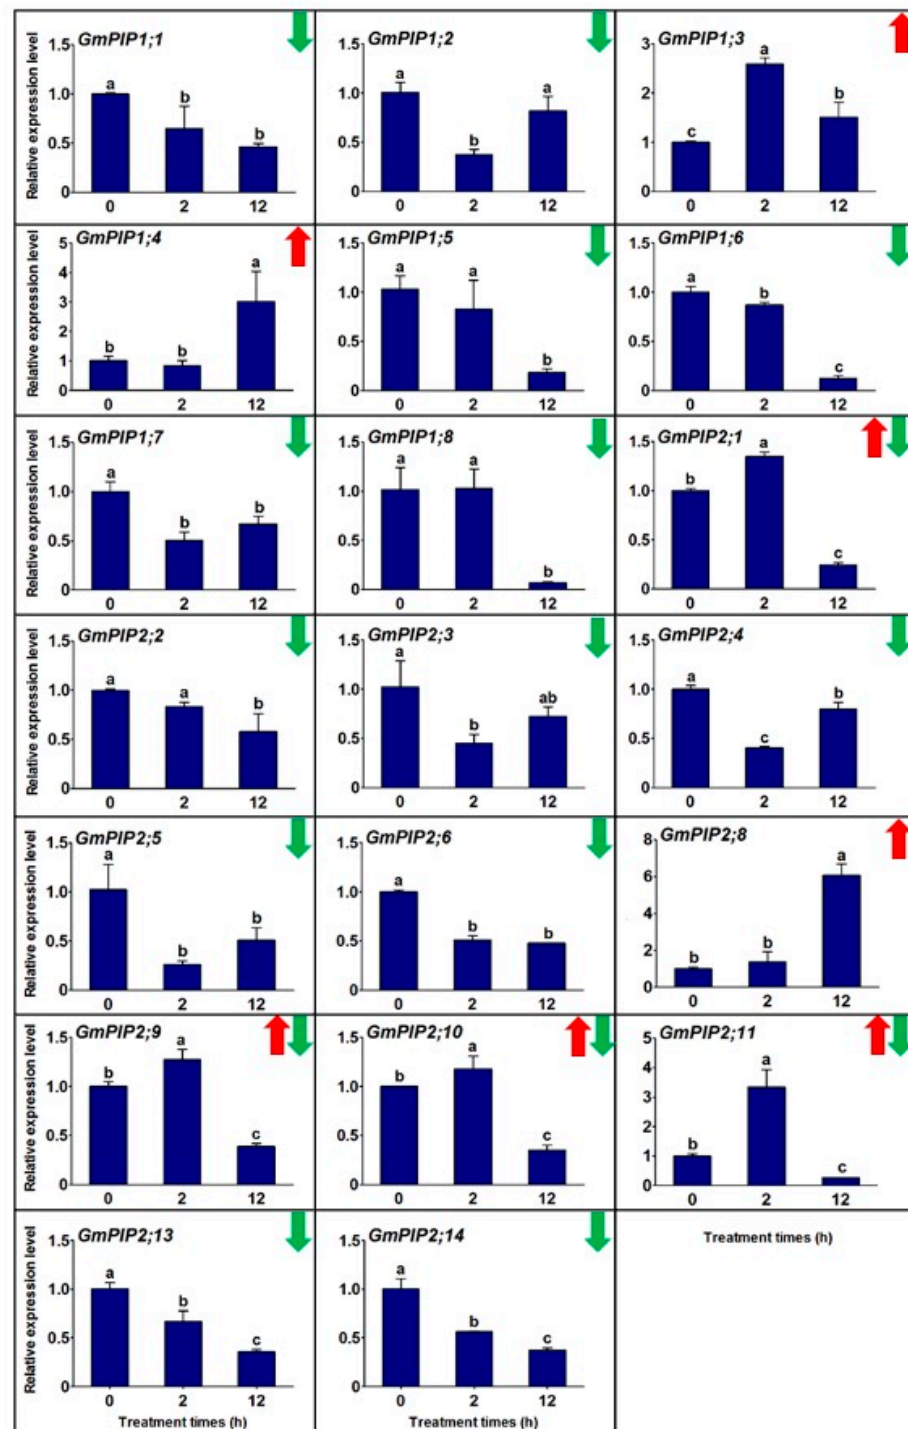 GmPIP1;1
GmPIP1;2
GmPIP1;3
Relative expression level
1.5
a
1.0
b
b
0.5
0
0 2 12
1.5
a
a
1.0
b
0.5
0
0 2 12
3
a
2
b
c
1
0
0 2 12
GmPIP1;4
GmPIP1;5
GmPIP1;6
Relative expression level
5
a
4
3
2
b
b
1
0
0 2 12
1.5
a
a
1.0
0.5
b
0
0 2 12
1.5
a
b
1.0
0.5
c
0
0 2 12
GmPIP1;7
GmPIP1;8
GmPIP2;1
Relative expression level
1.5
a
1.0
b
b
0.5
0
0 2 12
1.5
a
a
1.0
0.5
b
0
0 2 12
1.5
a
b
1.0
0.5
c
0
0 2 12
GmPIP2;2
GmPIP2;3
GmPIP2;4
Relative expression level
1.5
a
a
1.0
b
0.5
0
0 2 12
1.5
a
1.0
ab
b
0.5
0
0 2 12
1.5
a
1.0
b
c
0.5
0
0 2 12
GmPIP2;5
GmPIP2;6
GmPIP2;8
Relative expression level
1.5
a
1.0
b
b
0.5
0
0 2 12
1.5
a
1.0
b
b
0.5
0
0 2 12
8
a
6
4
b
b
2
0
0 2 12
GmPIP2;9
GmPIP2;10
GmPIP2;11
Relative expression level
1.5
a
b
1.0
c
0.5
0
0 2 12
1.5
a
b
1.0
c
0.5
0
0 2 12
5
a
4
3
2
b
1
c
0
0 2 12
GmPIP2;13
GmPIP2;14
Relative expression level
1.5
a
1.0
b
c
0.5
0
0 2 12
Treatment times (h)
1.5
a
1.0
b
c
0.5
0
0 2 12
Treatment times (h)
Treatment times (h)